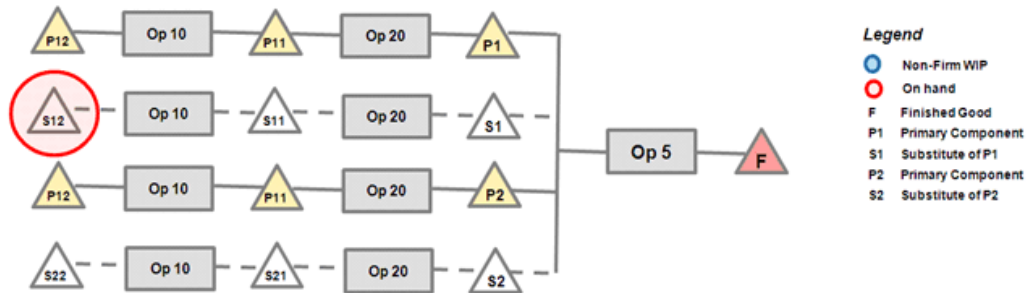 P12 Op 10 P11 Op 20 P1
S12 Op 10 S11 Op 20 S1
Op 5 F
P12 Op 10 P11 Op 20 P2
S22 Op 10 S21 Op 20 S2
Legend
Non-Firm WIP
On hand
F Finished Good
P1 Primary Component
S1 Substitute of P1
P2 Primary Component
S2 Substitute of P2